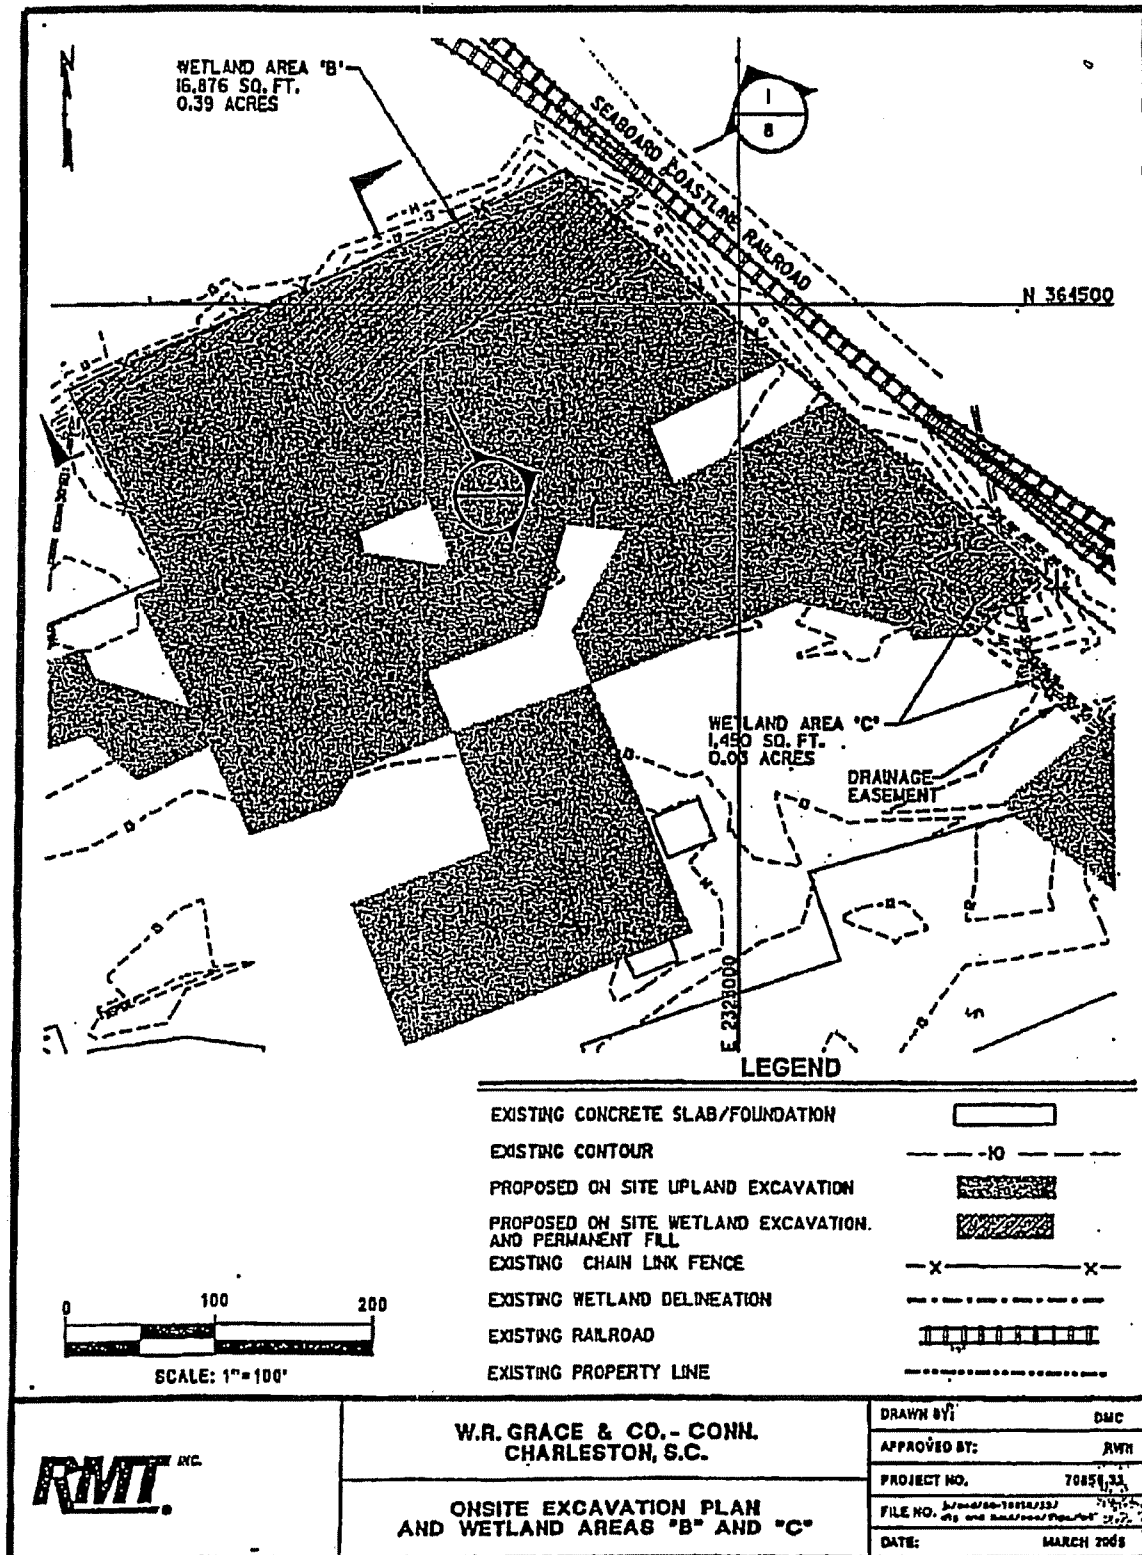 N
WETLAND AREA "B"
16,876 SQ. FT.
0.39 ACRES
1
8
SEABOARD COASTLINE RAILROAD
N 364500
WETLAND AREA "C"
1,450 SQ. FT.
0.03 ACRES
DRAINAGE
EASEMENT
E 2323000
LEGEND
EXISTING CONCRETE SLAB/FOUNDATION
EXISTING CONTOUR
10
PROPOSED ON SITE UPLAND EXCAVATION
PROPOSED ON SITE WETLAND EXCAVATION.
AND PERMANENT FILL
EXISTING CHAIN LINK FENCE
X X
EXISTING WETLAND DELINEATION
EXISTING RAILROAD
EXISTING PROPERTY LINE
0 100 200
SCALE: 1"=100'
RMT INC.
W.R. GRACE & CO.- CONN.
CHARLESTON, S.C.
ONSITE EXCAVATION PLAN
AND WETLAND AREAS "B" AND "C"
DRAWN BY: DMC
APPROVED BY: RWH
PROJECT NO.
FILE NO.
DATE: MARCH 2005